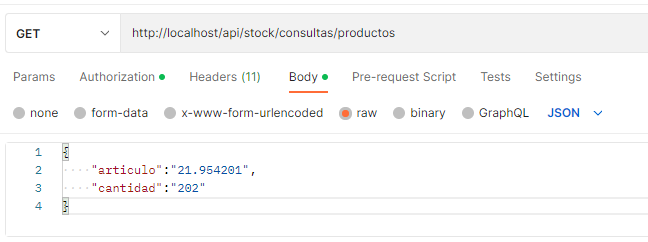 GET http://localhost/api/stock/consultas/productos
Params Authorization Headers (11) Body Pre-request Script Tests Settings
none form-data x-www-form-urlencoded raw binary GraphQL JSON
1 {
2 "articulo":"21.954201",
3 "cantidad":"202"
4 }